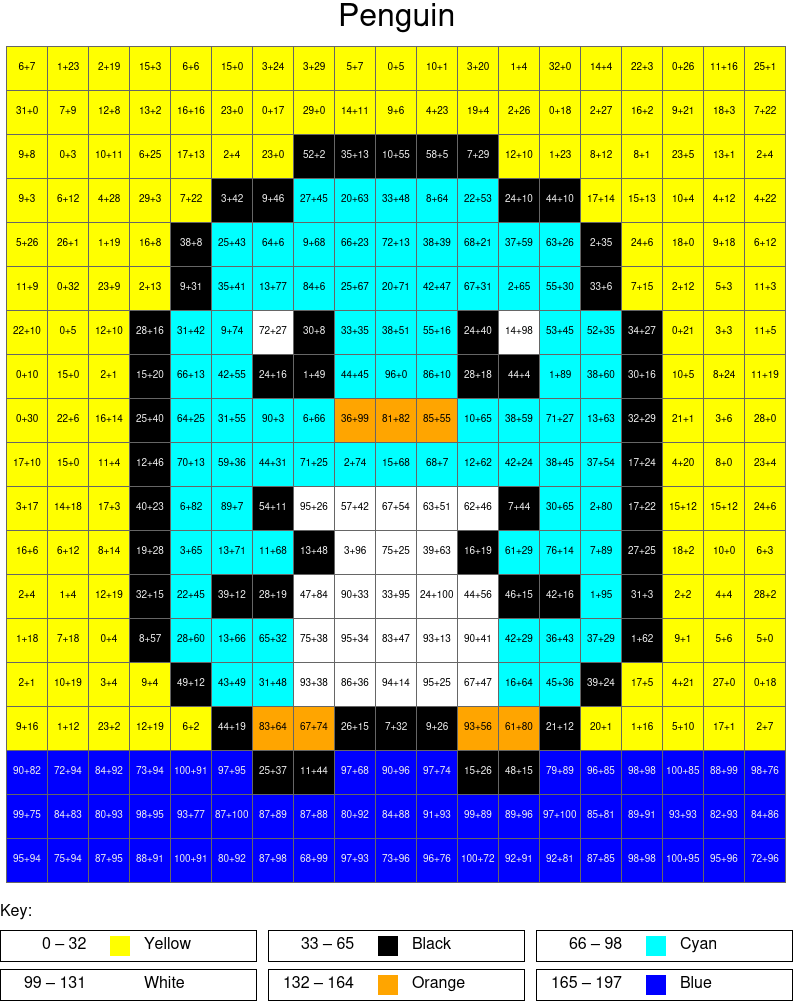 Penguin
6+7 1+23 2+19 15+3 6+6 15+0 3+24 3+29 5+7 0+5 10+1 3+20 1+4 32+0 14+4 22+3 0+26 11+16 25+1
31+0 7+9 12+8 13+2 16+16 23+0 0+17 29+0 14+11 9+6 4+23 19+4 2+26 0+18 2+27 16+2 9+21 18+3 7+22
9+8 0+3 10+11 6+25 17+13 2+4 23+0 52+2 35+13 10+55 58+5 7+29 12+10 1+23 8+12 8+1 23+5 13+1 2+4
9+3 6+12 4+28 29+3 7+22 3+42 9+46 27+45 20+63 33+48 8+64 22+53 24+10 44+10 17+14 15+13 10+4 4+12 4+22
5+26 26+1 1+19 16+8 38+8 25+43 64+6 9+68 66+23 72+13 38+39 68+21 37+59 63+26 2+35 24+6 18+0 9+18 6+12
11+9 0+32 23+9 2+13 9+31 35+41 13+77 84+6 25+67 20+71 42+47 67+31 2+65 55+30 33+6 7+15 2+12 5+3 11+3
22+10 0+5 12+10 28+16 31+42 9+74 72+27 30+8 33+35 38+51 55+16 24+40 14+98 53+45 52+35 34+27 0+21 3+3 11+5
0+10 15+0 2+1 15+20 66+13 42+55 24+16 1+49 44+45 96+0 86+10 28+18 44+4 1+89 38+60 30+16 10+5 8+24 11+19
0+30 22+6 16+14 25+40 64+25 31+55 90+3 6+66 36+99 81+82 85+55 10+65 38+59 71+27 13+63 32+29 21+1 3+6 28+0
17+10 15+0 11+4 12+46 70+13 59+36 44+31 71+25 2+74 15+68 68+7 12+62 42+24 38+45 37+54 17+24 4+20 8+0 23+4
3+17 14+18 17+3 40+23 6+82 89+7 54+11 95+26 57+42 67+54 63+51 62+46 7+44 30+65 2+80 17+22 15+12 15+12 24+6
16+6 6+12 8+14 19+28 3+65 13+71 11+68 13+48 3+96 75+25 39+63 16+19 61+29 76+14 7+89 27+25 18+2 10+0 6+3
2+4 1+4 12+19 32+15 22+45 39+12 28+19 47+84 90+33 33+95 24+100 44+56 46+15 42+16 1+95 31+3 2+2 4+4 28+2
1+18 7+18 0+4 8+57 28+60 13+66 65+32 75+38 95+34 83+47 93+13 90+41 42+29 36+43 37+29 1+62 9+1 5+6 5+0
2+1 10+19 3+4 9+4 49+12 43+49 31+48 93+38 86+36 94+14 95+25 67+47 16+64 45+36 39+24 17+5 4+21 27+0 0+18
9+16 1+12 23+2 12+19 6+2 44+19 83+64 67+74 26+15 7+32 9+26 93+56 61+80 21+12 20+1 1+16 5+10 17+1 2+7
90+82 72+94 84+92 73+94 100+91 97+95 25+37 11+44 97+68 90+96 97+74 15+26 48+15 79+89 96+85 98+98 100+85 88+99 98+76
99+75 84+83 80+93 98+95 93+77 87+100 87+89 87+88 80+92 84+88 91+93 99+89 89+96 97+100 85+81 89+91 93+93 82+93 84+86
95+94 75+94 87+95 88+91 100+91 80+92 87+98 68+99 97+93 73+96 96+76 100+72 92+91 92+81 87+85 98+98 100+95 95+96 72+96
Key:
0 – 32 Yellow 33 – 65 Black 66 – 98 Cyan
99 – 131 White 132 – 164 Orange 165 – 197 Blue